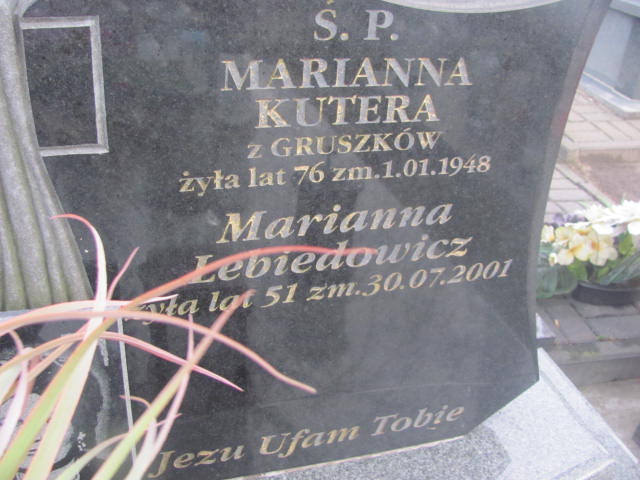 Ś. P.
MARIANNA
KUTERA
z GRUSZKÓW
żyła lat 76 zm.1.01.1948
Marianna
Lebiedowicz
żyła lat 51 zm.30.07.2001
Jezu Ufam Tobie